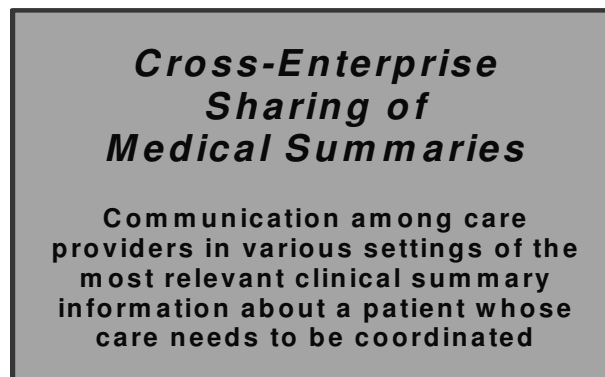 Cross-Enterprise
Sharing of
Medical Summaries
Communication among care
providers in various settings of the
most relevant clinical summary
information about a patient whose
care needs to be coordinated